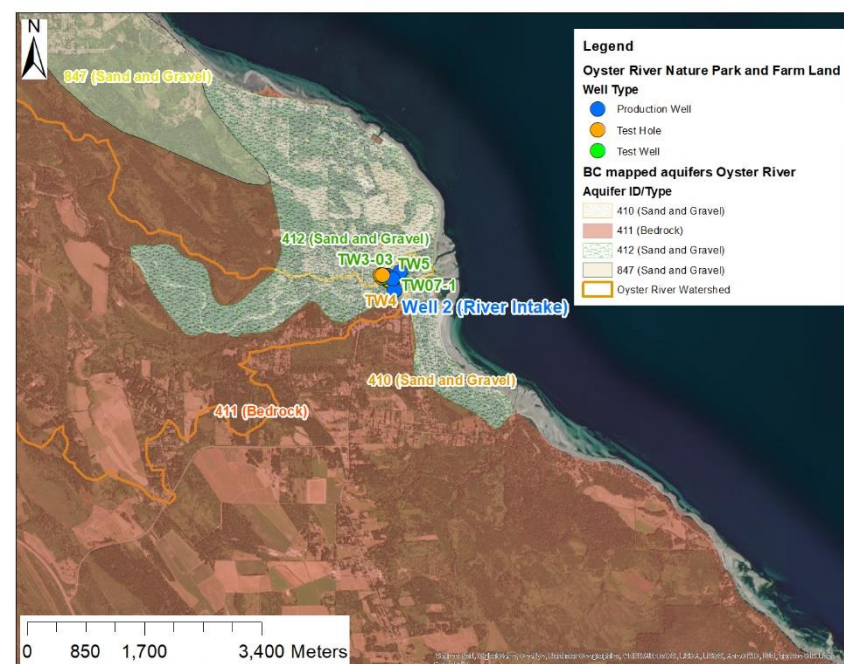 N
847 (Sand and Gravel)
412 (Sand and Gravel)
TW3-03
TW5
TW07-1
TW4
Well 2 (River Intake)
410 (Sand and Gravel)
411 (Bedrock)
0 850 1,700 3,400 Meters
Legend
Oyster River Nature Park and Farm Land
Well Type
Production Well
Test Hole
Test Well
BC mapped aquifers Oyster River
Aquifer ID/Type
410 (Sand and Gravel)
411 (Bedrock)
412 (Sand and Gravel)
847 (Sand and Gravel)
Oyster River Watershed